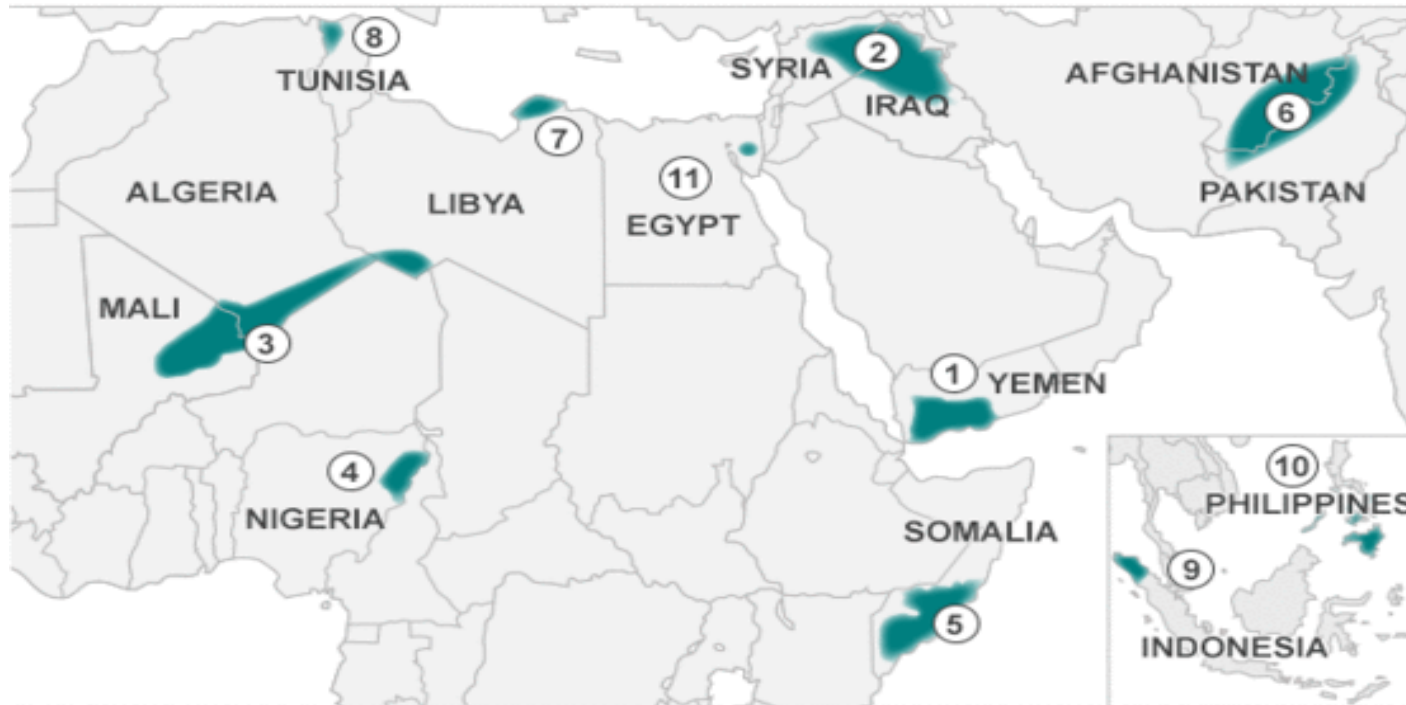 8
TUNISIA
SYRIA
2
IRAQ
AFGHANISTAN
6
PAKISTAN
7
ALGERIA
LIBYA
11
EGYPT
MALI
3
1
YEMEN
4
NIGERIA
SOMALIA
5
10
PHILIPPINES
9
INDONESIA